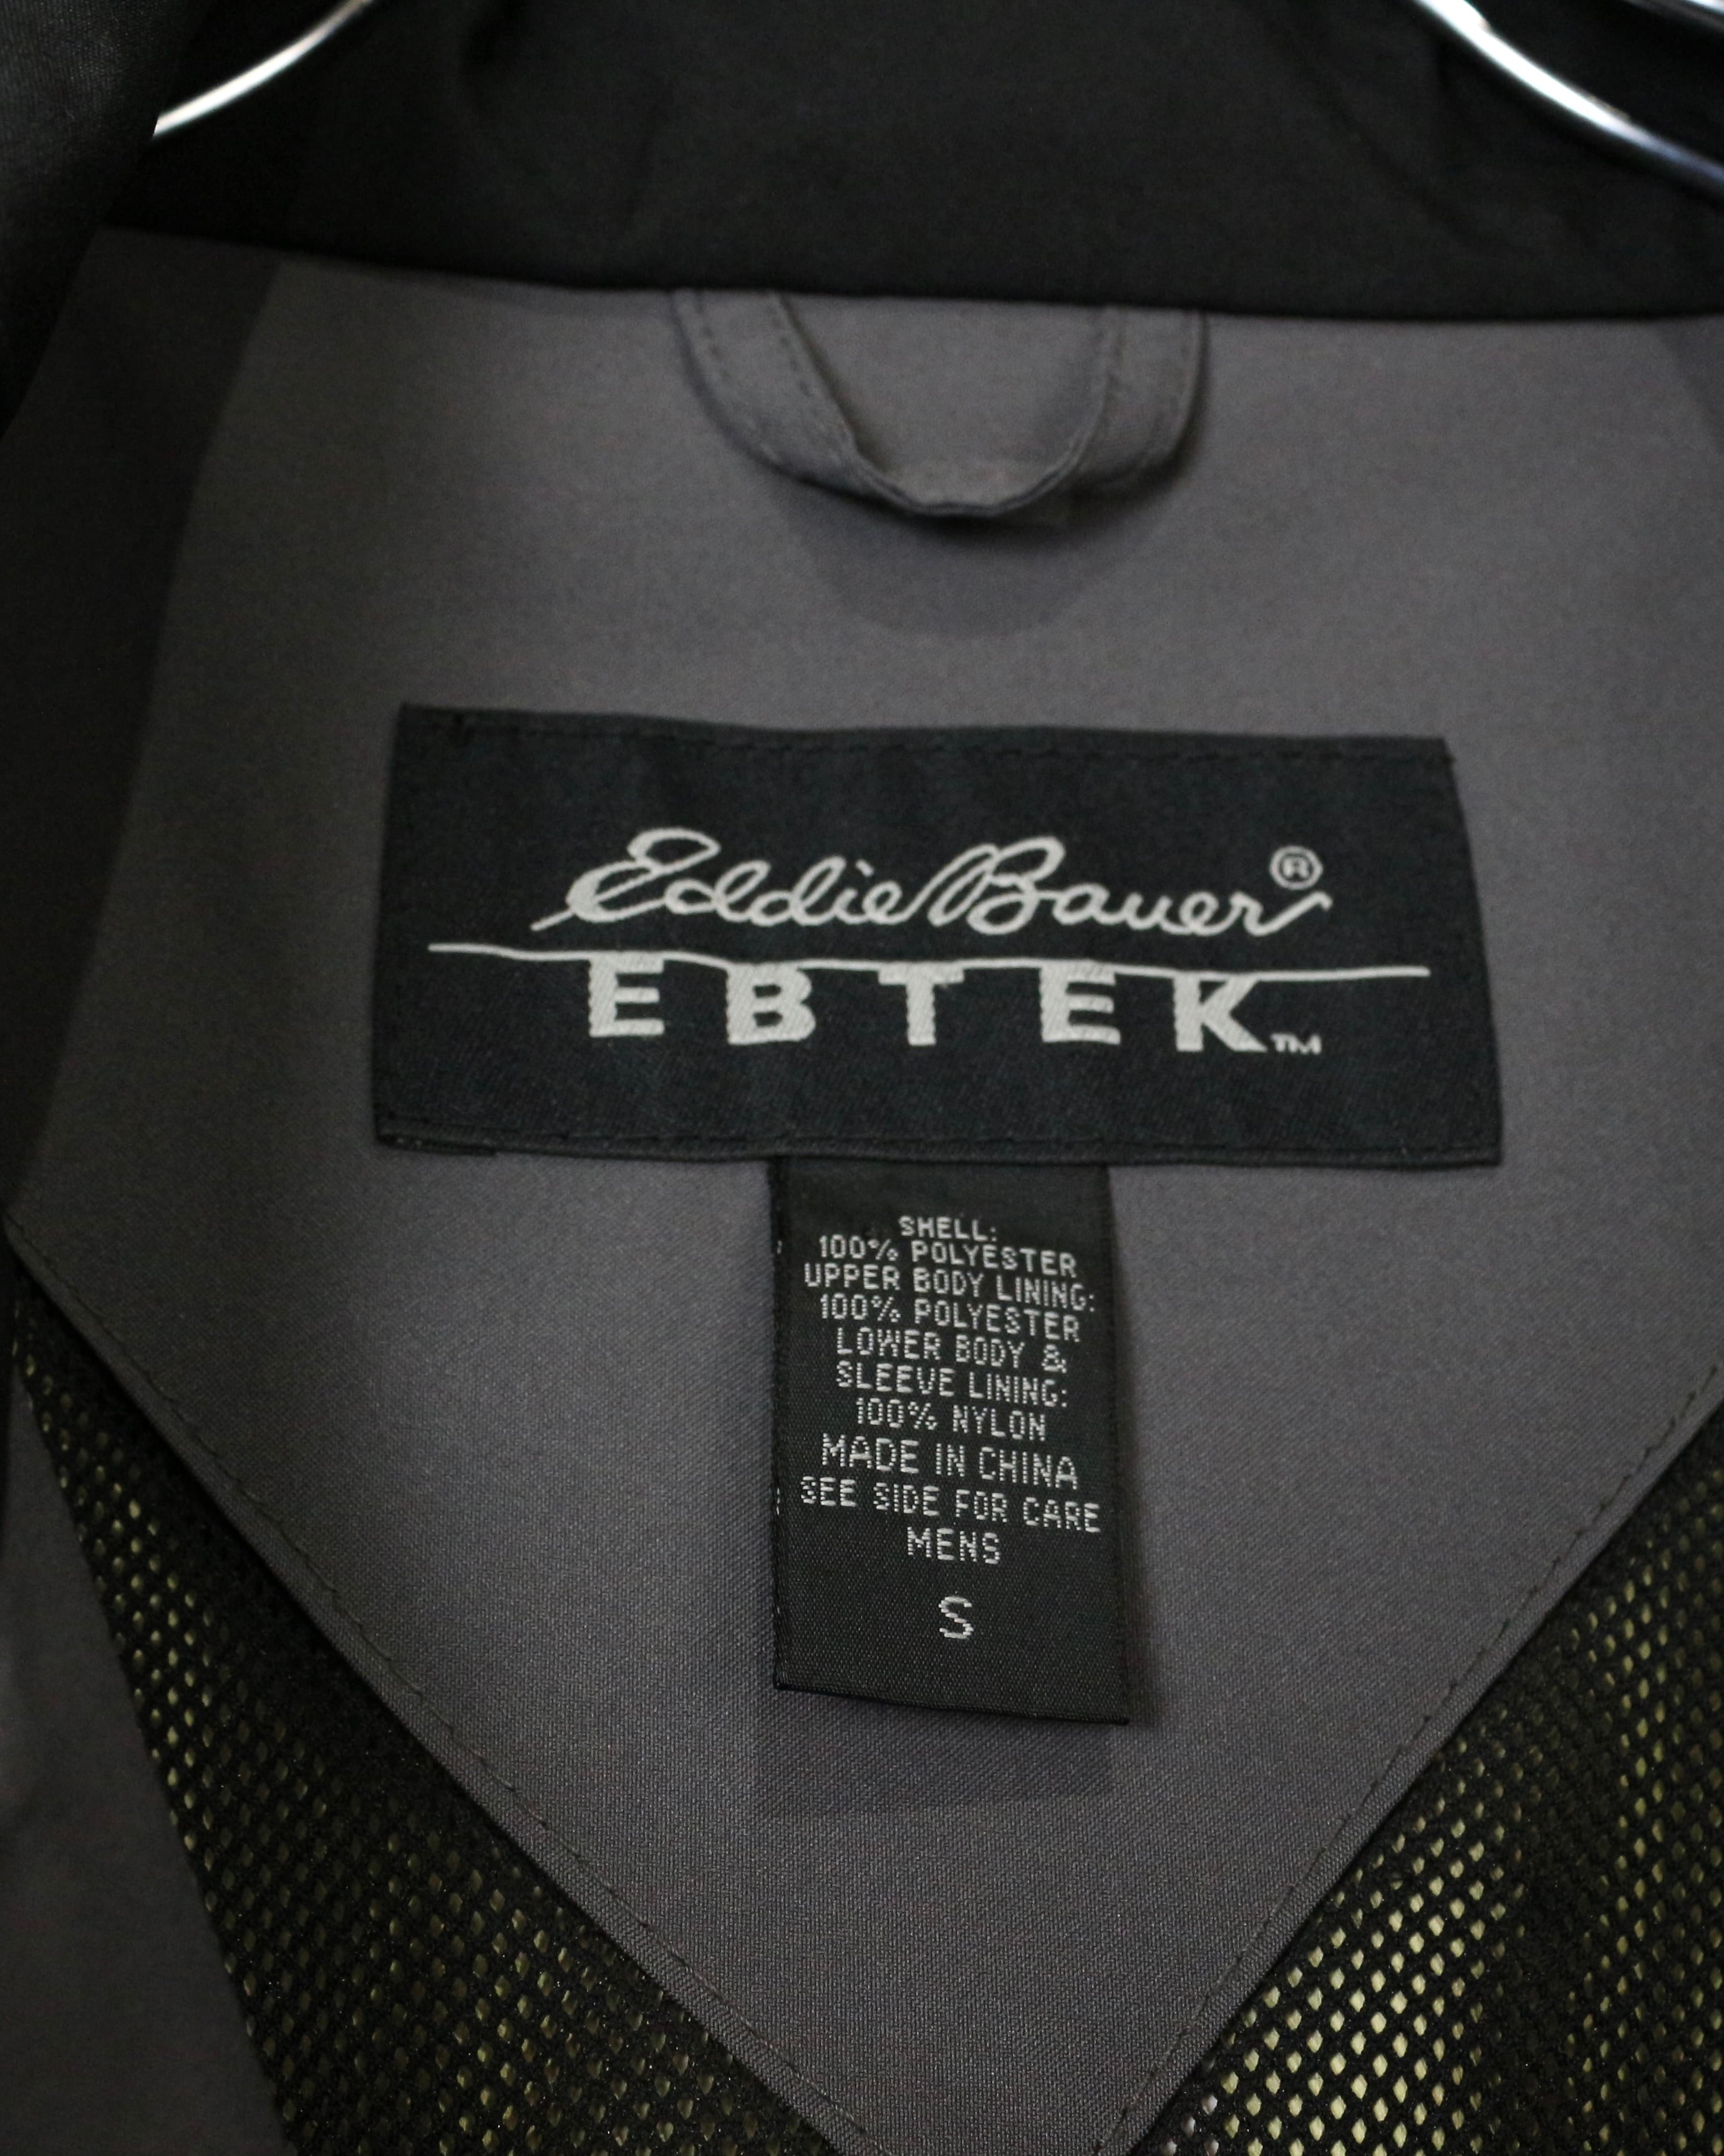 Eddie Bauer®
EBTEK™
SHELL:
100% POLYESTER
UPPER BODY LINING:
100% POLYESTER
LOWER BODY &
SLEEVE LINING:
100% NYLON
MADE IN CHINA
SEE SIDE FOR CARE
MENS
S